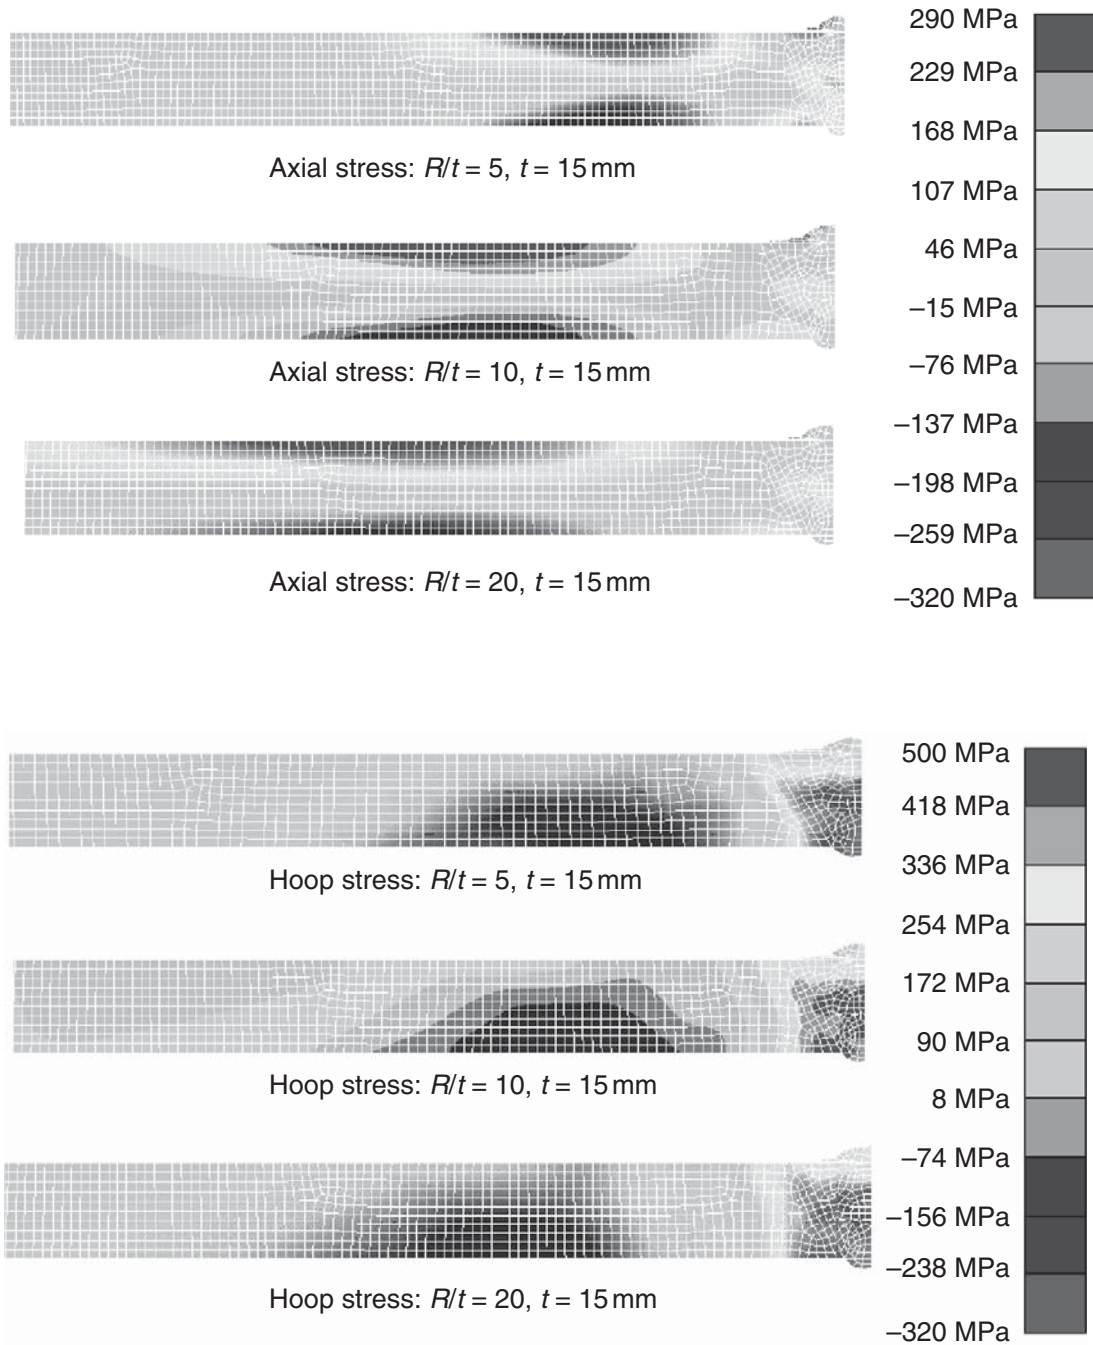 290 MPa
229 MPa
168 MPa
107 MPa
46 MPa
–15 MPa
–76 MPa
–137 MPa
–198 MPa
–259 MPa
–320 MPa
Axial stress: R/t = 5, t = 15 mm
Axial stress: R/t = 10, t = 15 mm
Axial stress: R/t = 20, t = 15 mm
500 MPa
418 MPa
336 MPa
254 MPa
172 MPa
90 MPa
8 MPa
–74 MPa
–156 MPa
–238 MPa
–320 MPa
Hoop stress: R/t = 5, t = 15 mm
Hoop stress: R/t = 10, t = 15 mm
Hoop stress: R/t = 20, t = 15 mm